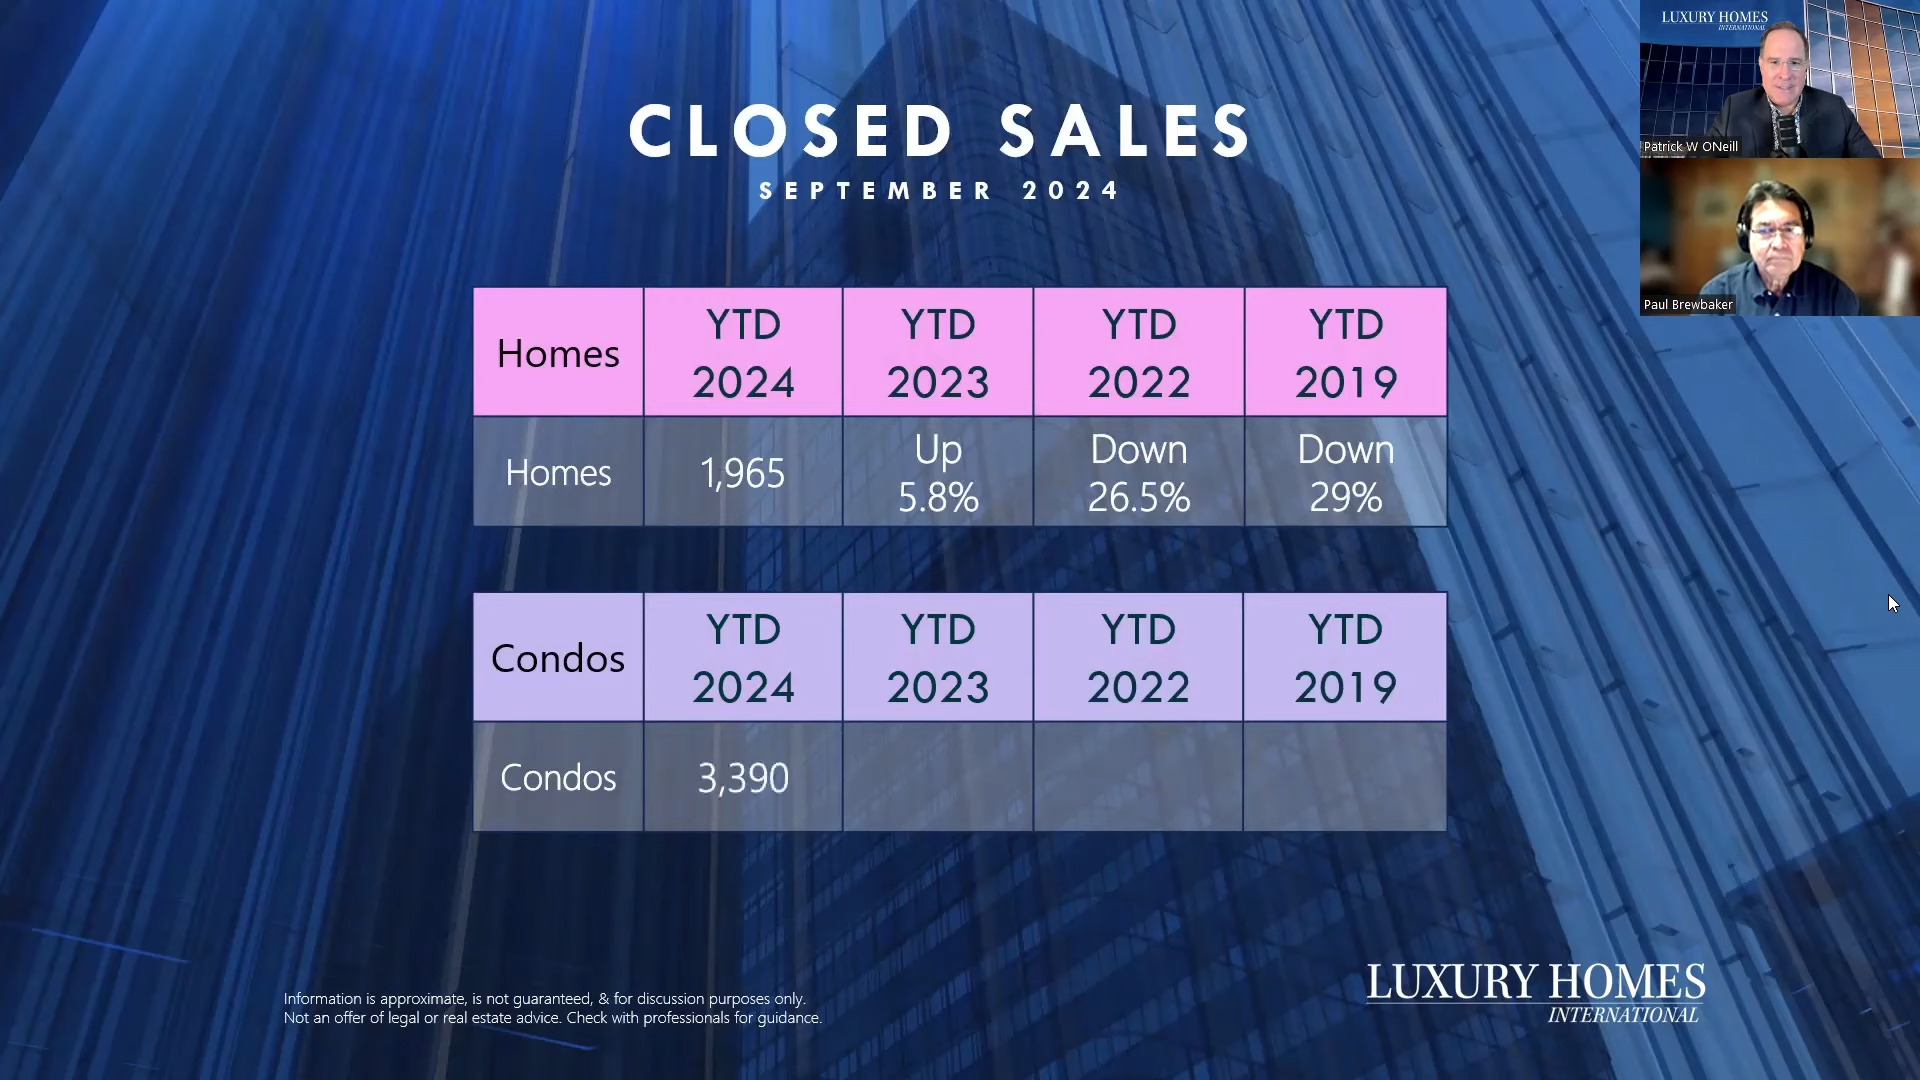 CLOSED SALES
SEPTEMBER 2024
Homes
YTD
2024
YTD
2023
YTD
2022
YTD
2019
Homes
1,965
Up
5.8%
Down
26.5%
Down
29%
Condos
YTD
2024
YTD
2023
YTD
2022
YTD
2019
Condos
3,390
Information is approximate, is not guaranteed, & for discussion purposes only.
Not an offer of legal or real estate advice. Check with professionals for guidance.
LUXURY HOMES
INTERNATIONAL
LUXURY HOMES
INTERNATIONAL
Patrick W ONeill
Paul Brewbaker